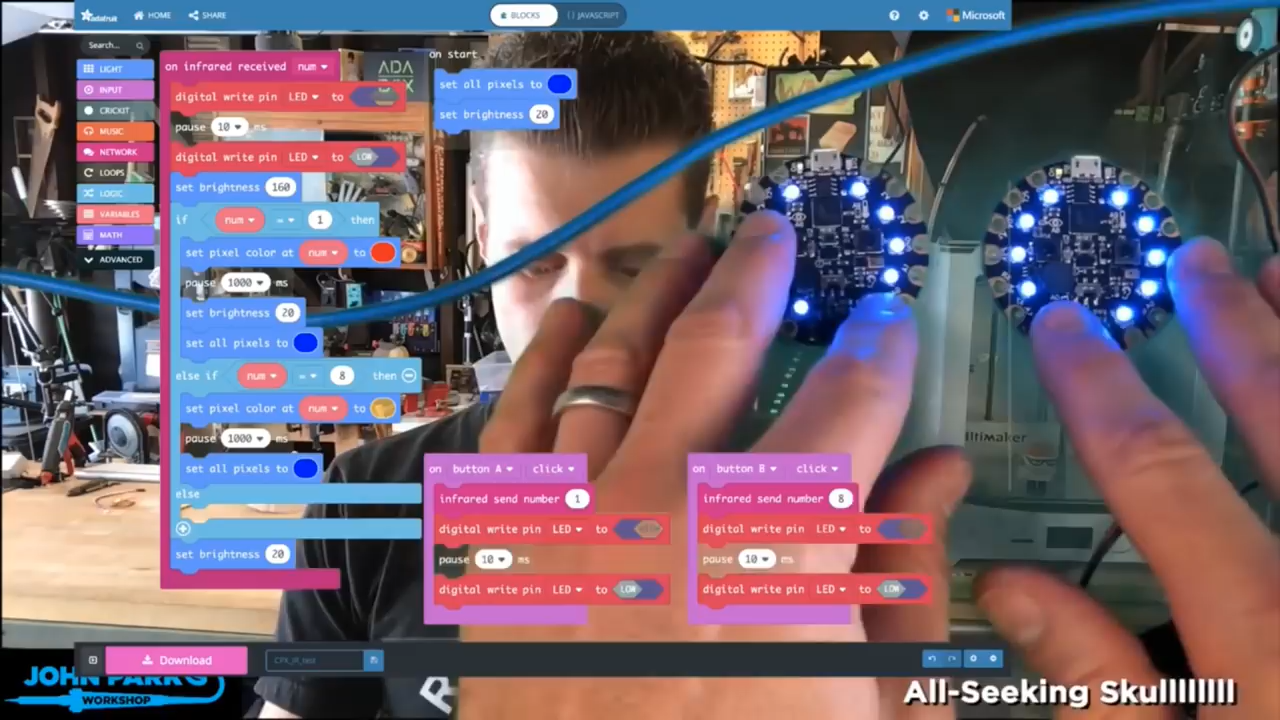 adafruit
HOME
SHARE
BLOCKS
{} JAVASCRIPT
Microsoft
Search...
LIGHT
INPUT
CRICKIT
MUSIC
NETWORK
LOOPS
LOGIC
VARIABLES
MATH
ADVANCED
on infrared received num
digital write pin LED to
pause 10 ms
digital write pin LED to LOW
set brightness 160
if num = 1 then
set pixel color at num to
pause 1000 ms
set brightness 20
set all pixels to
else if num = 8 then
set pixel color at num to
pause 1000 ms
set all pixels to
else
set brightness 20
ADA
on start
set all pixels to
set brightness 20
on button A click
infrared send number 1
digital write pin LED to
pause 10 ms
digital write pin LED to LOW
on button B click
infrared send number 8
digital write pin LED to
pause 10 ms
digital write pin LED to LOW
ltimaker
Download
CPX_IR_test
JOHN PARK'S
WORKSHOP
R
All-Seeking Skulllllllll